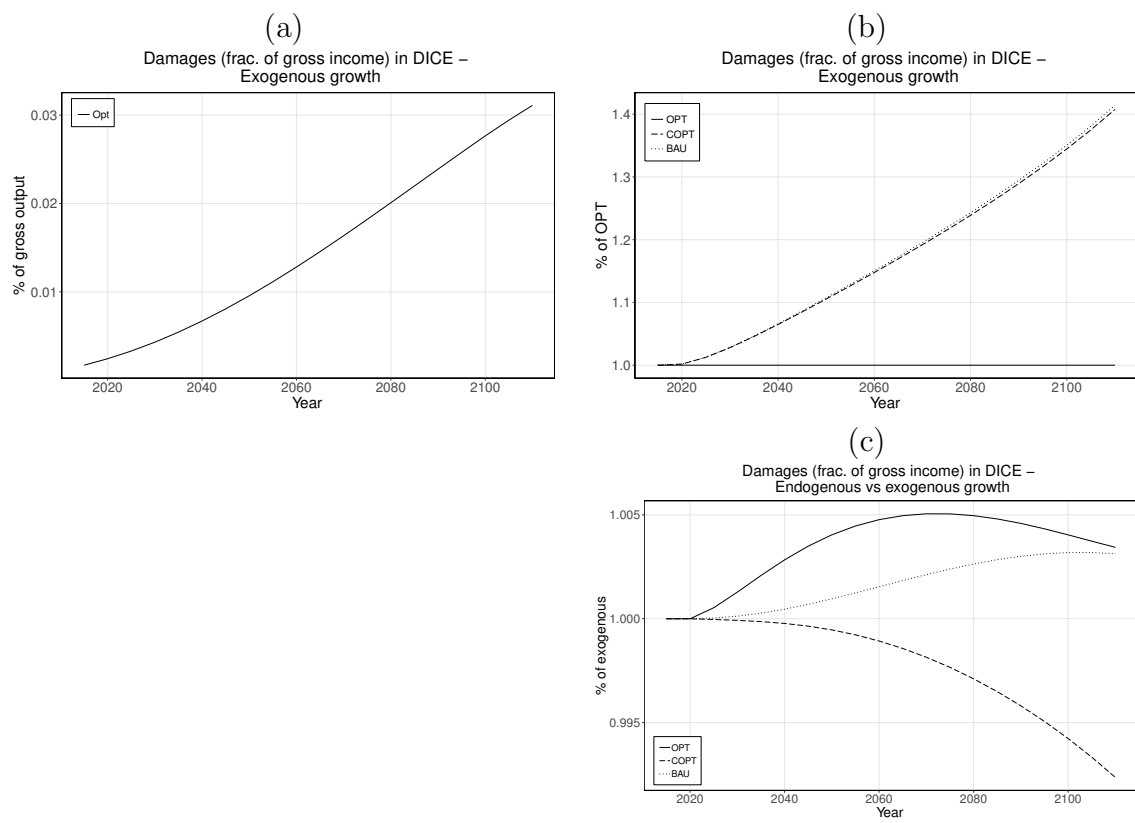 (a)
Damages (frac. of gross income) in DICE –
Exogenous growth
Opt
0.03
0.02
0.01
% of gross output
2020 2040 2060 2080 2100
Year
(b)
Damages (frac. of gross income) in DICE –
Exogenous growth
OPT
COPT
BAU
1.4
1.3
1.2
1.1
1.0
% of OPT
2020 2040 2060 2080 2100
Year
(c)
Damages (frac. of gross income) in DICE –
Endogenous vs exogenous growth
1.005
1.000
0.995
% of exogenous
OPT
COPT
BAU
2020 2040 2060 2080 2100
Year